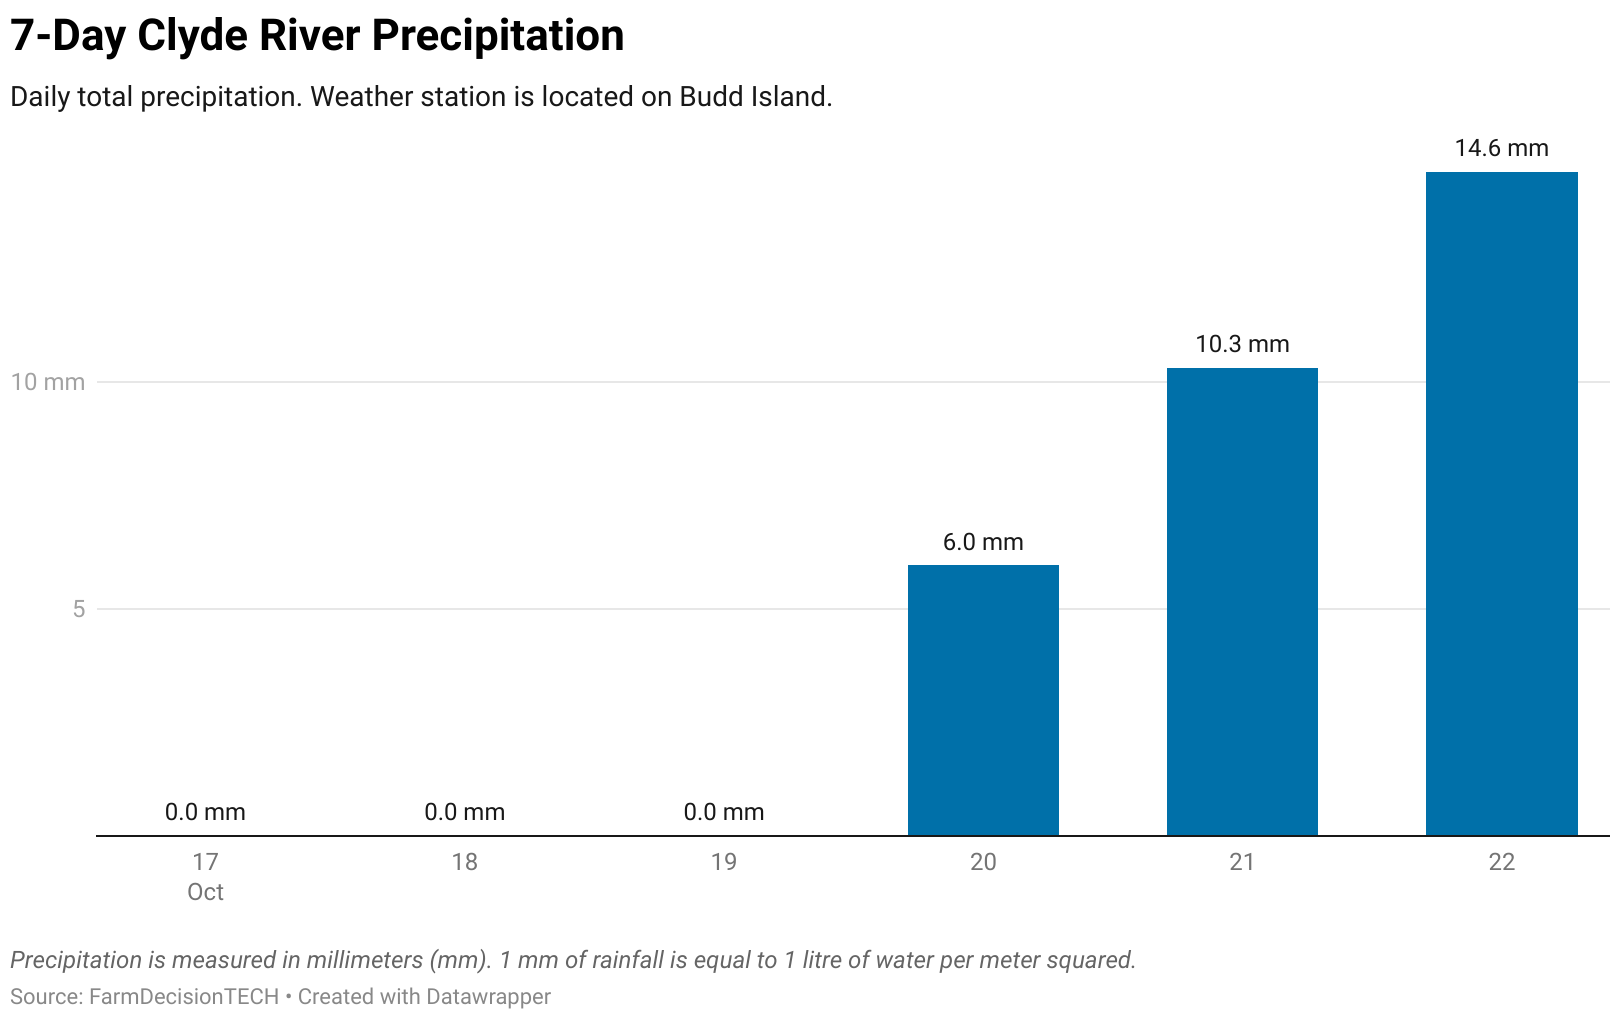 7-Day Clyde River Precipitation
Daily total precipitation. Weather station is located on Budd Island.
14.6 mm
10.3 mm
10 mm
6.0 mm
5
0.0 mm 0.0 mm 0.0 mm
17 18 19 20 21 22
Oct
Precipitation is measured in millimeters (mm). 1 mm of rainfall is equal to 1 litre of water per meter squared.
Source: FarmDecisionTECH • Created with Datawrapper